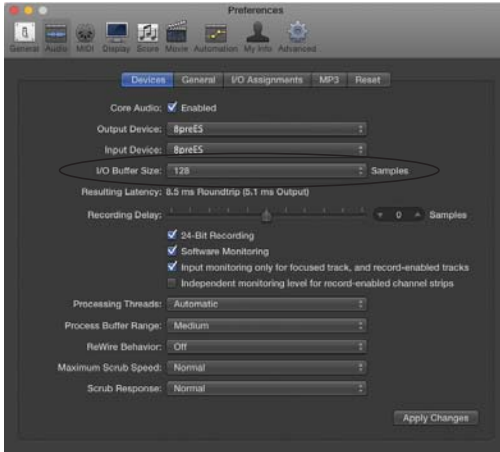 Preferences
General Audio MIDI Display Score Movie Automation My Info Advanced
Devices General I/O Assignments MP3 Reset
Core Audio: Enabled
Output Device: 8preES
Input Device: 8preES
I/O Buffer Size: 128 Samples
Resulting Latency: 8.5 ms Roundtrip (5.1 ms Output)
Recording Delay: 0 Samples
24-Bit Recording
Software Monitoring
Input monitoring only for focused track, and record-enabled tracks
Independent monitoring level for record-enabled channel strips
Processing Threads: Automatic
Process Buffer Range: Medium
ReWire Behavior: Off
Maximum Scrub Speed: Normal
Scrub Response: Normal
Apply Changes